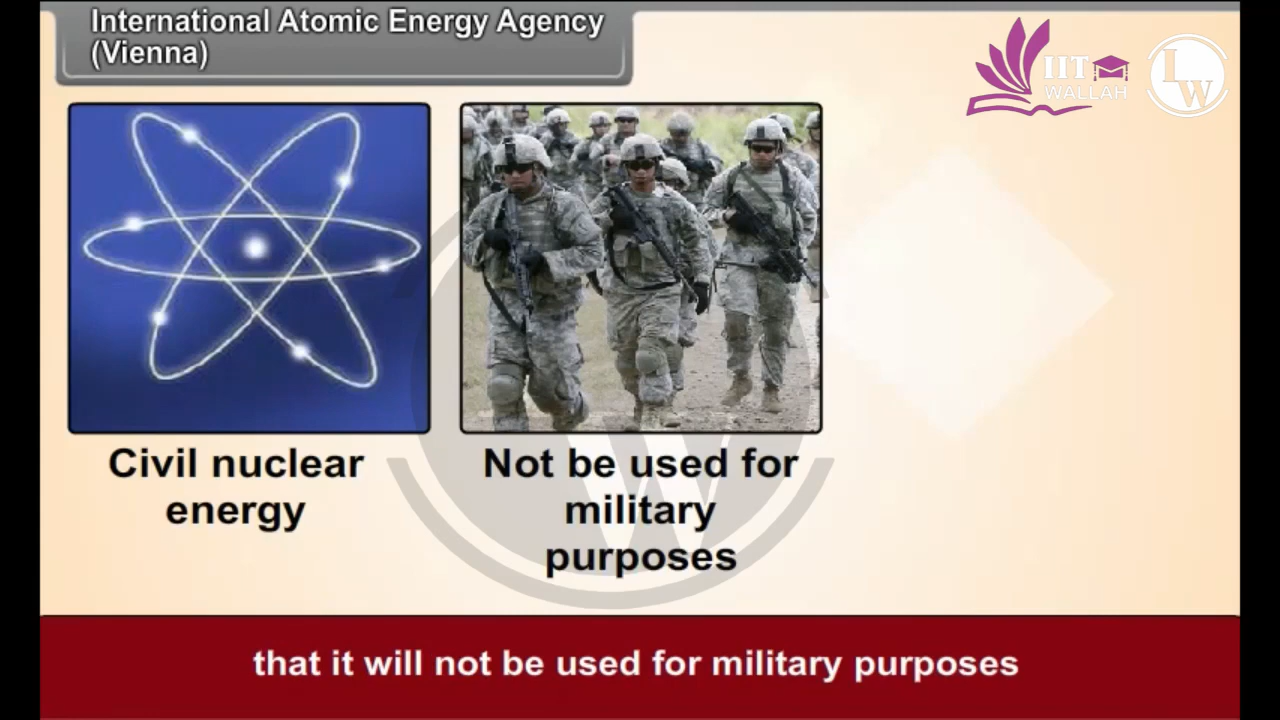 International Atomic Energy Agency
(Vienna)
IIT
WALLAH
LW
Civil nuclear
energy
Not be used for
military
purposes
that it will not be used for military purposes